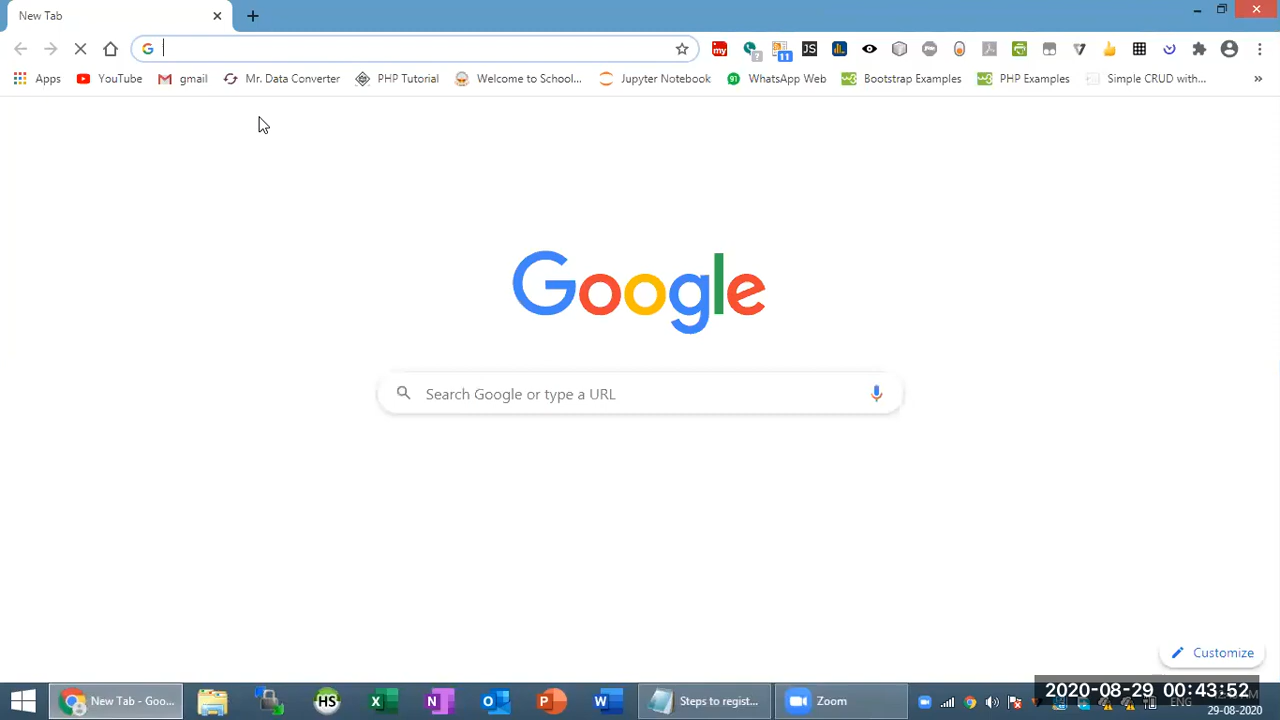 New Tab
Apps YouTube gmail Mr. Data Converter PHP Tutorial Welcome to School... Jupyter Notebook WhatsApp Web Bootstrap Examples PHP Examples Simple CRUD with... »
Google
Search Google or type a URL
Customize
New Tab - Goo... HS Steps to regist... Zoom
2020-08-29 00:43:52
ENG
29-08-2020